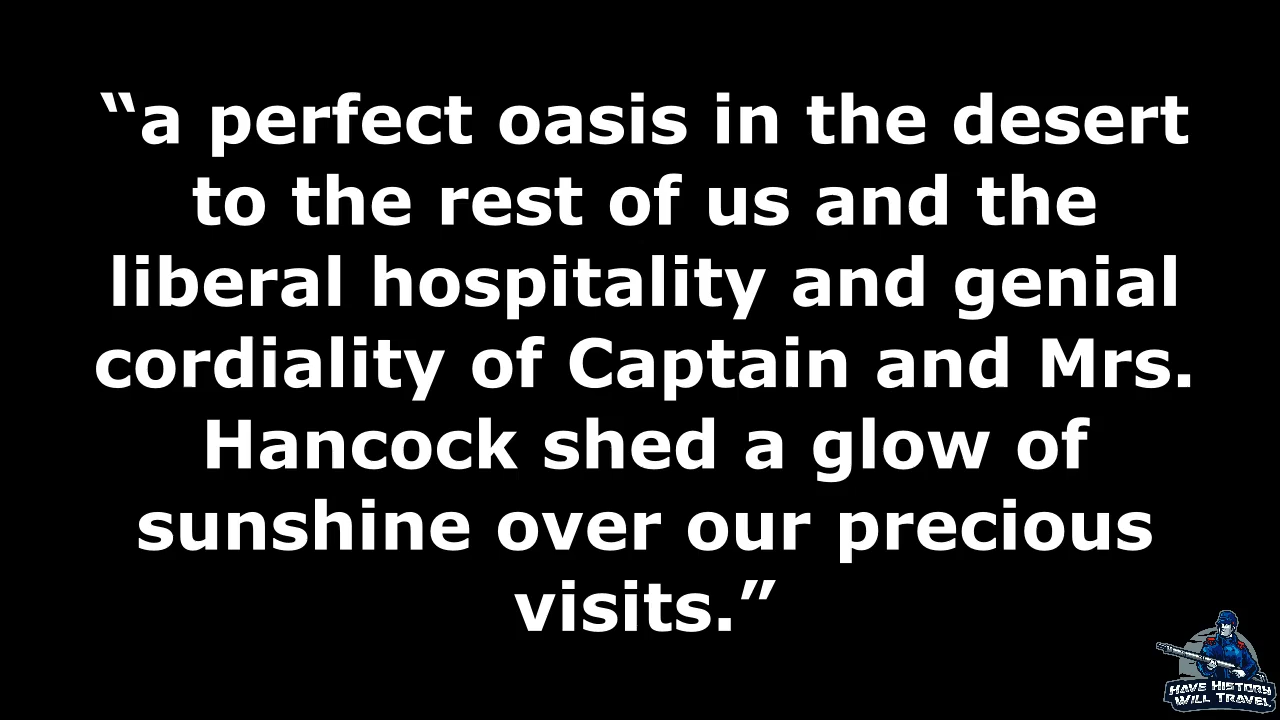 “a perfect oasis in the desert
to the rest of us and the
liberal hospitality and genial
cordiality of Captain and Mrs.
Hancock shed a glow of
sunshine over our precious
visits.”
HAVE HISTORY
WILL TRAVEL